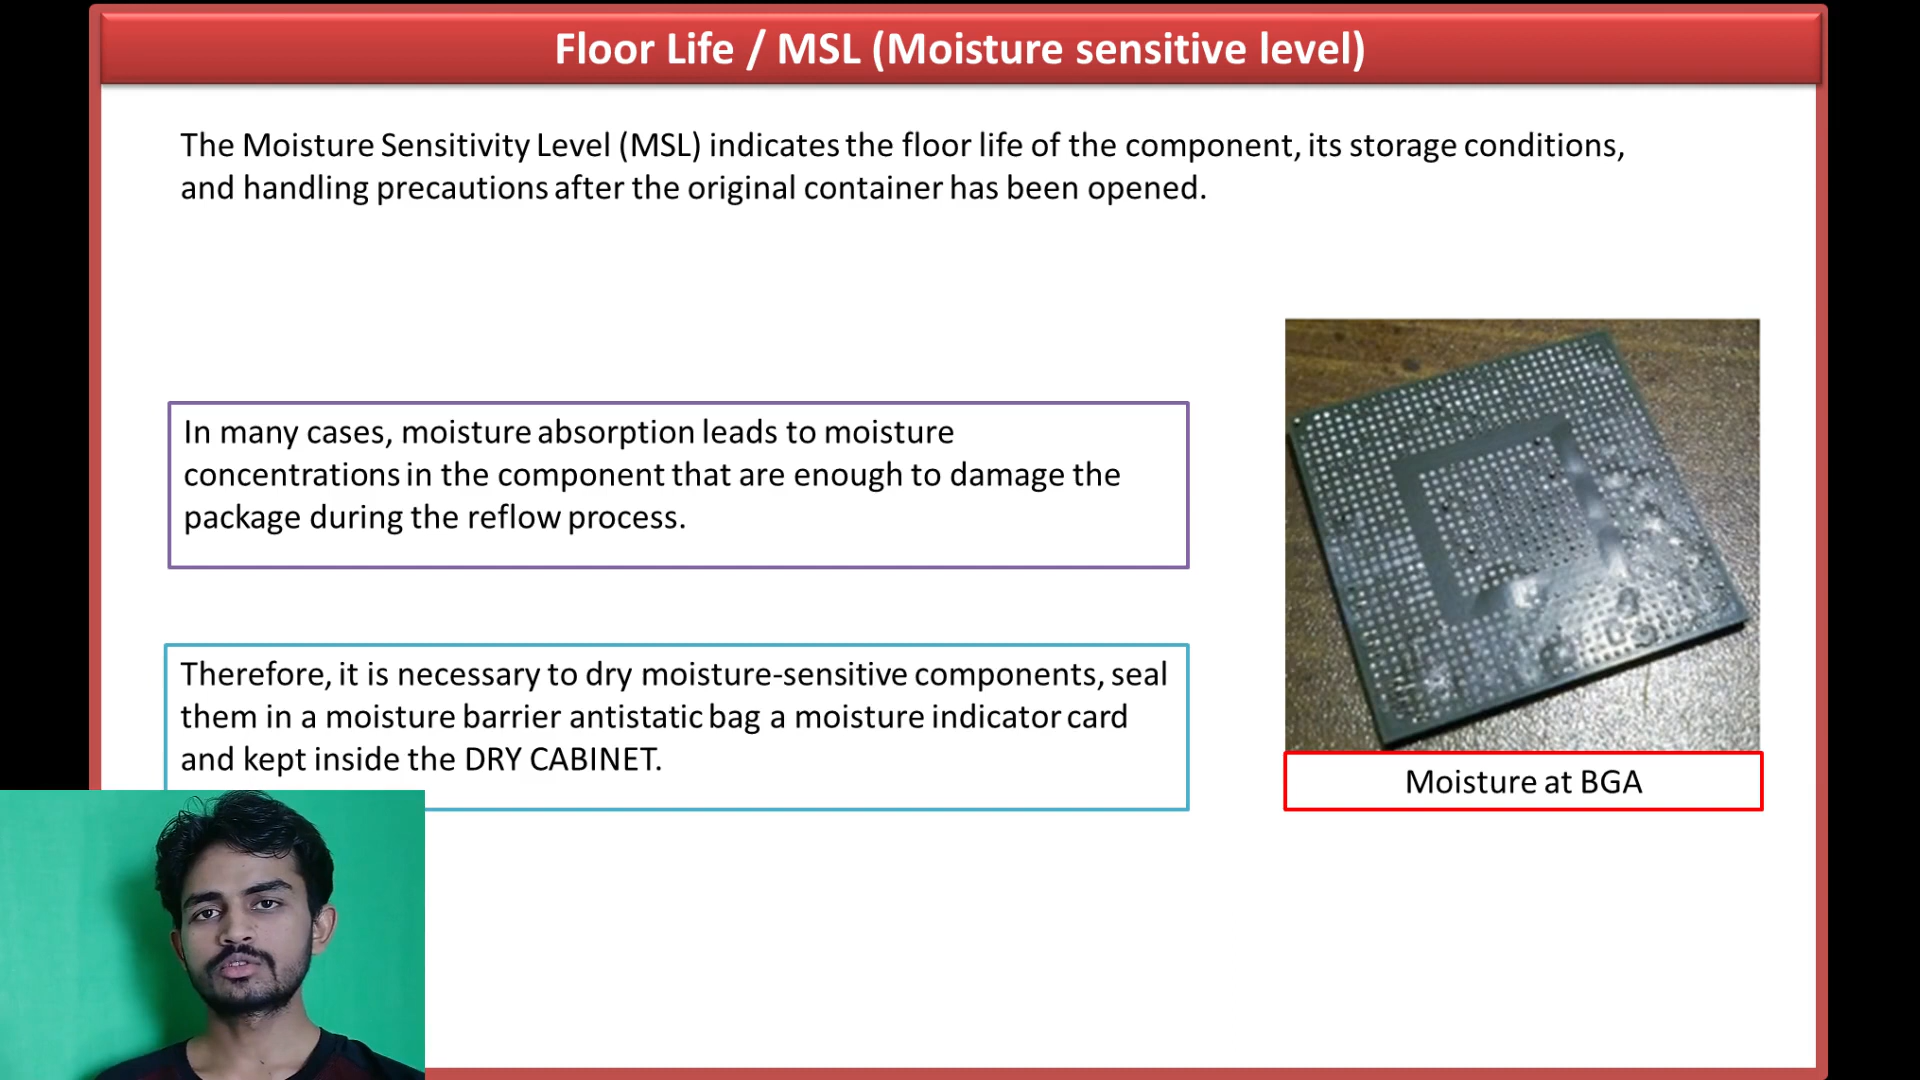 Floor Life / MSL (Moisture sensitive level)
The Moisture Sensitivity Level (MSL) indicates the floor life of the component, its storage conditions,
and handling precautions after the original container has been opened.
In many cases, moisture absorption leads to moisture
concentrations in the component that are enough to damage the
package during the reflow process.
Therefore, it is necessary to dry moisture-sensitive components, seal
them in a moisture barrier antistatic bag a moisture indicator card
and kept inside the DRY CABINET.
Moisture at BGA